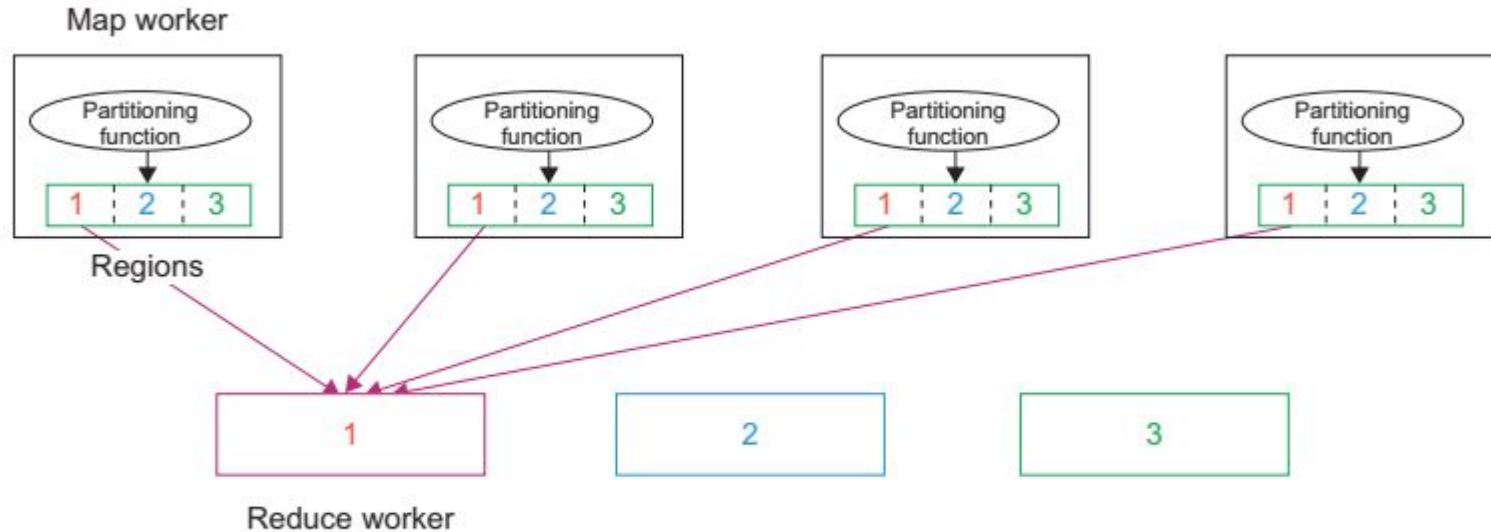 Map worker
Partitioning
function
1 2 3
Partitioning
function
1 2 3
Partitioning
function
1 2 3
Partitioning
function
1 2 3
Regions
1
2
3
Reduce worker